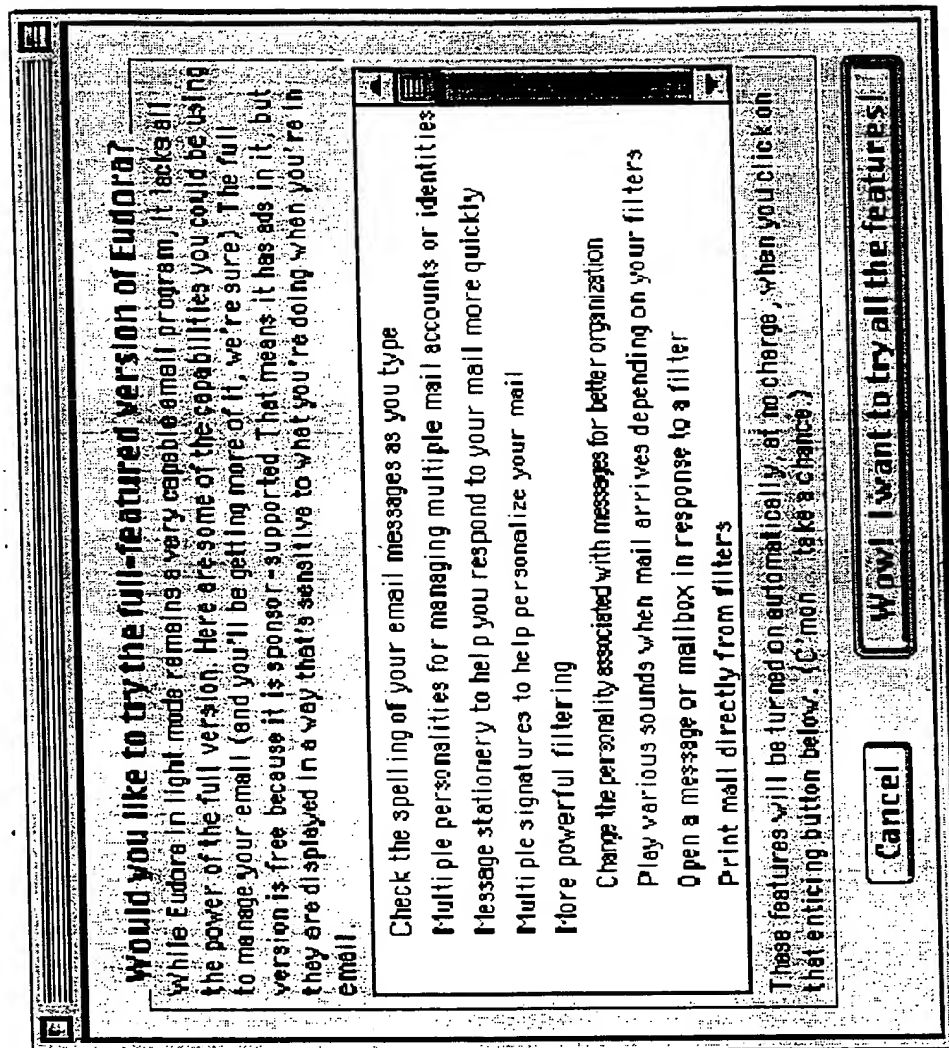 Would you like to try the full-featured version of Eudora?
While Eudora in light mode remains a very capable email program, it lacks all
the power of the full version. Here are some of the capabilities you could be using
to manage your email (and you'll be getting more of it, we're sure). The full
version is free because it is sponsor-supported. That means it has ads in it, but
they are displayed in a way that's sensitive to what you're doing when you're in
email.
Check the spelling of your email messages as you type
Multiple personalities for managing multiple mail accounts or identities
Message stationery to help you respond to your mail more quickly
Multiple signatures to help personalize your mail
More powerful filtering
Change the personality associated with messages for better organization
Play various sounds when mail arrives depending on your filters
Open a message or mailbox in response to a filter
Print mail directly from filters
These features will be turned on automatically, at no charge, when you click on
that enticing button below. (C'mon, take a chance.)
Cancel
Wow! I want to try all the features!